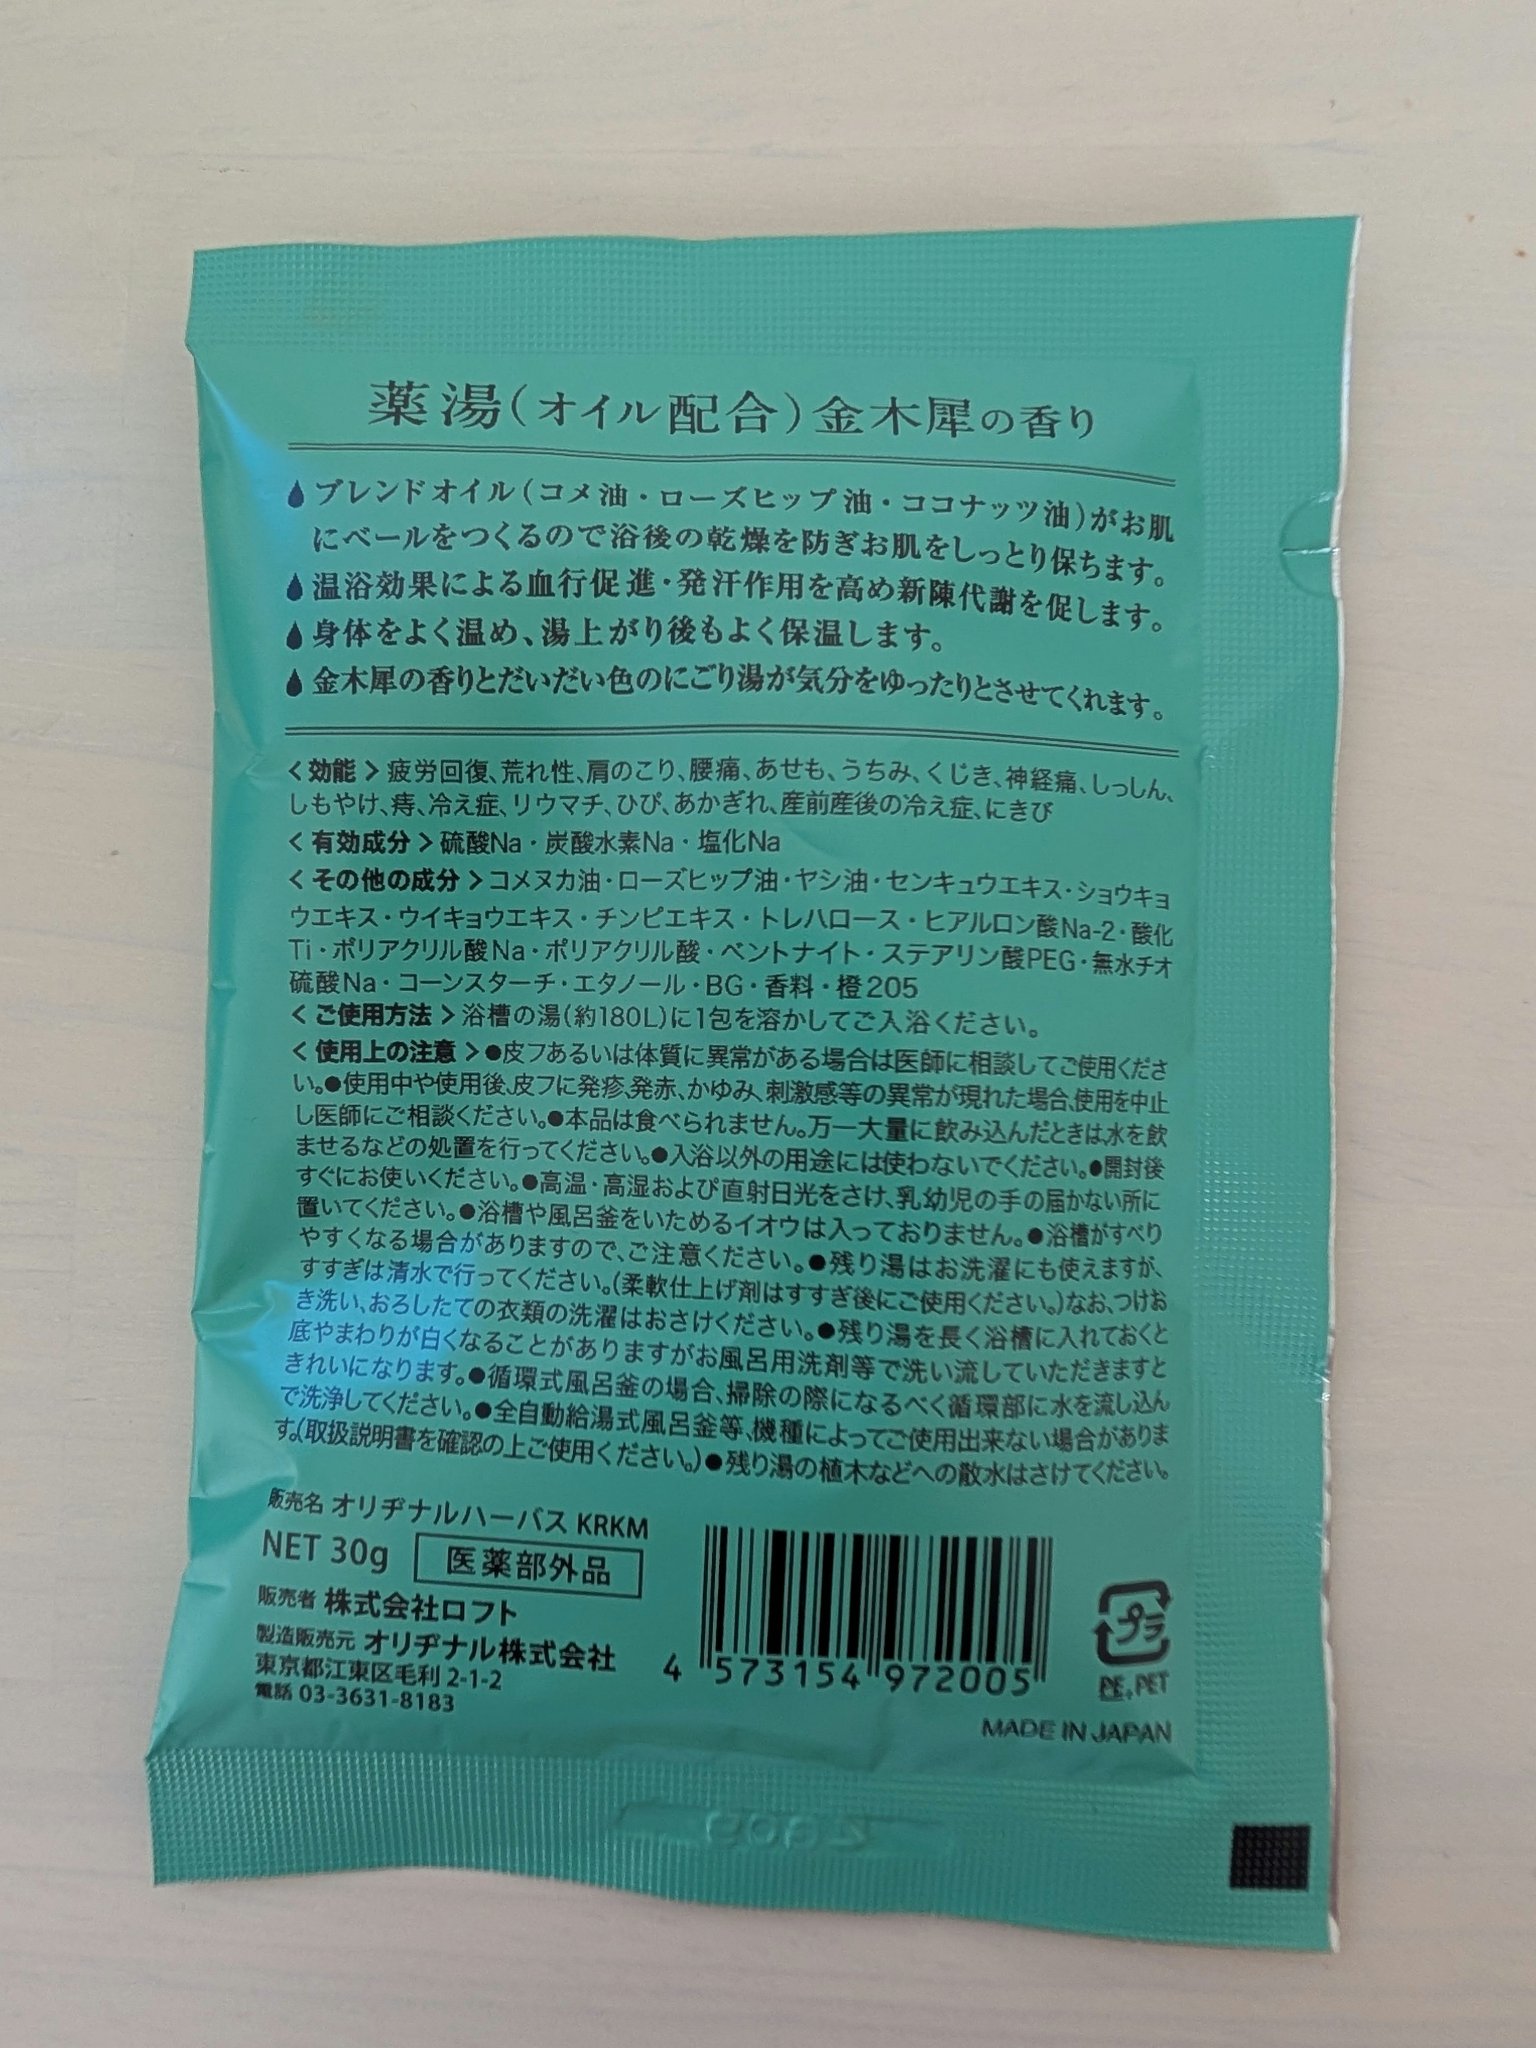 薬湯(オイル配合)金木犀の香り
ブレンドオイル(コメ油・ローズヒップ油・ココナッツ油)がお肌
にベールをつくるので浴後の乾燥を防ぎお肌をしっとり保ちます。
温浴効果による血行促進・発汗作用を高め新陳代謝を促します。
身体をよく温め、湯上がり後もよく保温します。
金木犀の香りとだいだい色のにごり湯が気分をゆったりとさせてくれます。
<効能>疲労回復、荒れ性、肩のこり、腰痛、あせも、うちみ、くじき、神経痛、しっしん、
しもやけ、痔、冷え症、リウマチ、ひび、あかぎれ、産前産後の冷え症、にきび
<有効成分>硫酸Na・炭酸水素Na・塩化Na
<その他の成分>コメヌカ油・ローズヒップ油・ヤシ油・センキュウエキス・ショウキョ
ウエキス・ウイキョウエキス・チンピエキス・トレハロース・ヒアルロン酸Na-2・酸化
Ti・ポリアクリル酸Na・ポリアクリル酸・ベントナイト・ステアリン酸PEG・無水チオ
硫酸Na・コーンスターチ・エタノール・BG・香料・橙205
<ご使用方法>浴槽の湯(約180L)に1包を溶かしてご入浴ください。
<使用上の注意>●皮フあるいは体質に異常がある場合は医師に相談してご使用くださ
い。●使用中や使用後、皮フに発疹、発赤、かゆみ、刺激感等の異常が現れた場合、使用を中止
し医師にご相談ください。●本品は食べられません。万一大量に飲み込んだときは、水を飲
ませるなどの処置を行ってください。●入浴以外の用途には使わないでください。●開封後
すぐにお使いください。●高温・高湿および直射日光をさけ、乳幼児の手の届かない所に
置いてください。●浴槽や風呂釜をいためるイオウは入っておりません。●浴槽がすべり
やすくなる場合がありますので、ご注意ください。●残り湯はお洗濯にも使えますが、
すすぎは清水で行ってください。(柔軟仕上げ剤はすすぎ後にご使用ください。)なお、つけお
き洗い、おろしたての衣類の洗濯はおさけください。●残り湯を長く浴槽に入れておくと
底やまわりが白くなることがありますがお風呂用洗剤等で洗い流していただきますと
きれいになります。●循環式風呂釜の場合、掃除の際になるべく循環部に水を流し込ん
で洗浄してください。●全自動給湯式風呂釜等、機種によってご使用出来ない場合がありま
す。(取扱説明書を確認の上ご使用ください。)●残り湯の植木などへの散水はさけてください。
販売名 オリヂナルハーバス KRKM
NET 30g 医薬部外品
販売者 株式会社ロフト
製造販売元 オリヂナル株式会社
東京都江東区毛利 2-1-2
電話 03-3631-8183
4 573154 972005
プラ
PE,PET
MADE IN JAPAN